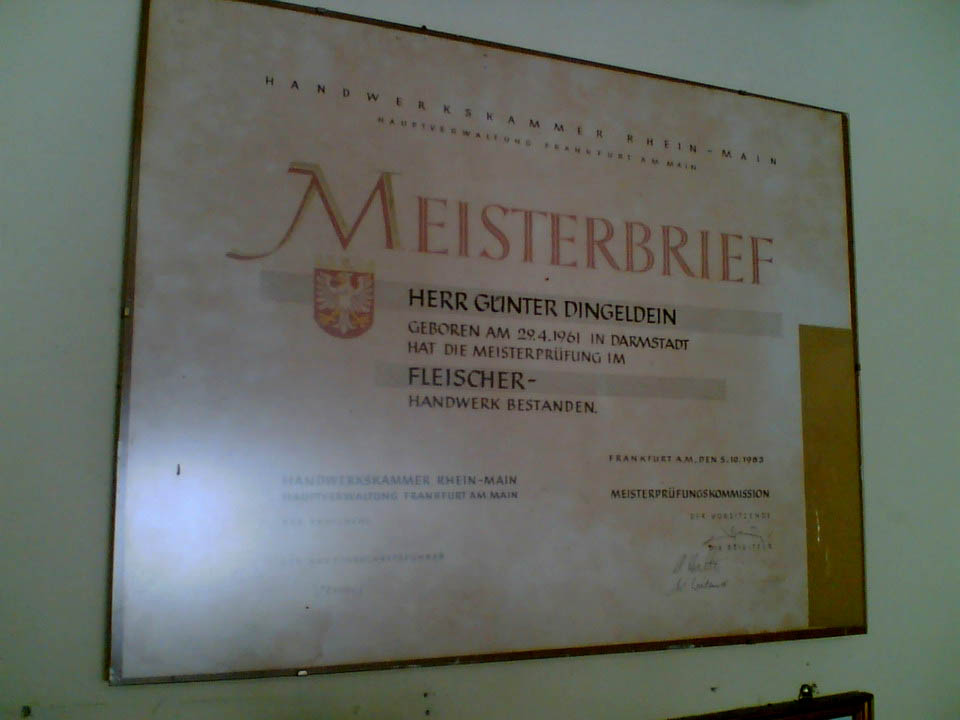 HANDWERKSKAMMER RHEIN-MAIN
HAUPTVERWALTUNG FRANKFURT AM MAIN
MEISTERBRIEF
HERR GÜNTER DINGELDEIN
GEBOREN AM 29.4.1961 IN DARMSTADT
HAT DIE MEISTERPRÜFUNG IM
FLEISCHER-
HANDWERK BESTANDEN.
FRANKFURT A.M., DEN 5.10.1983
HANDWERKSKAMMER RHEIN-MAIN
HAUPTVERWALTUNG FRANKFURT AM MAIN
MEISTERPRÜFUNGSKOMMISSION
DER VORSITZENDE
DIE BEISITZER